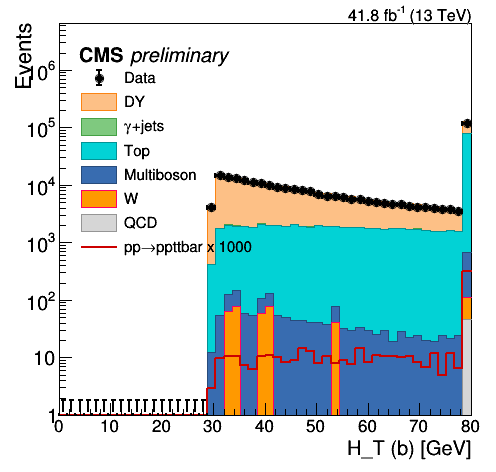 41.8 fb⁻¹ (13 TeV)
Events
CMS preliminary
Data
DY
γ+jets
Top
Multiboson
W
QCD
pp→ppttbar x 1000
10⁶
10⁵
10⁴
10³
10²
10
1
0 10 20 30 40 50 60 70 80
H_T (b) [GeV]